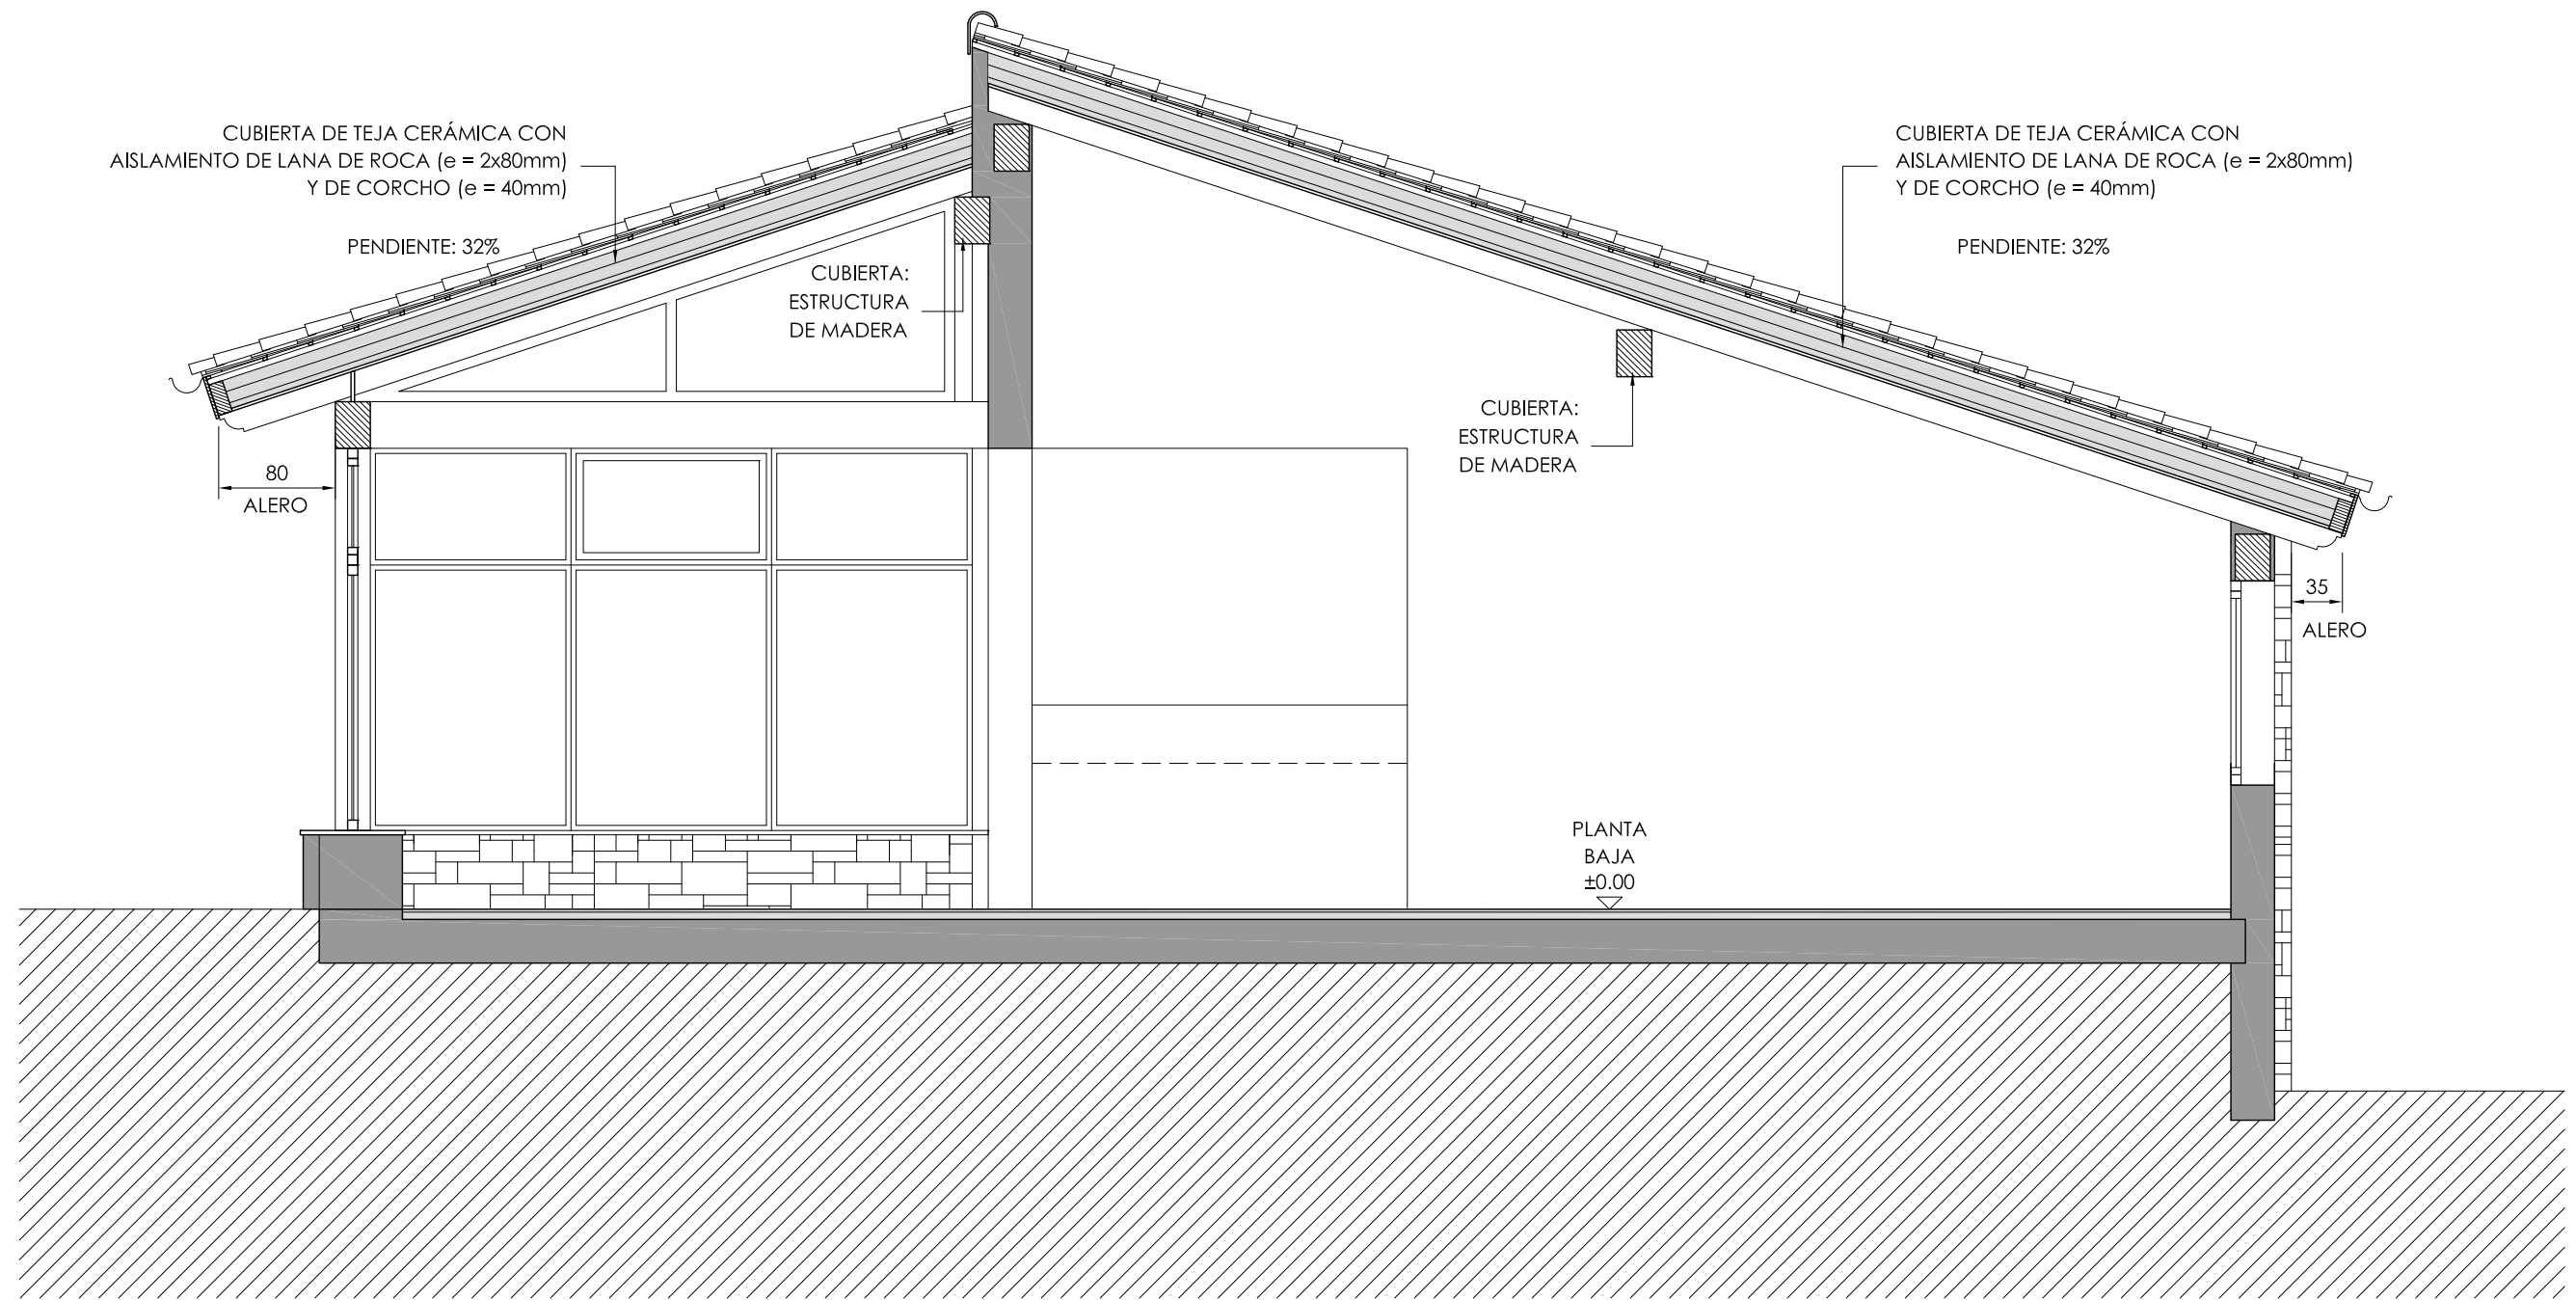 CUBIERTA DE TEJA CERÁMICA CON
AISLAMIENTO DE LANA DE ROCA (e = 2x80mm)
Y DE CORCHO (e = 40mm)
PENDIENTE: 32%
CUBIERTA:
ESTRUCTURA
DE MADERA
80
ALERO
CUBIERTA DE TEJA CERÁMICA CON
AISLAMIENTO DE LANA DE ROCA (e = 2x80mm)
Y DE CORCHO (e = 40mm)
PENDIENTE: 32%
CUBIERTA:
ESTRUCTURA
DE MADERA
35
ALERO
PLANTA
BAJA
±0.00